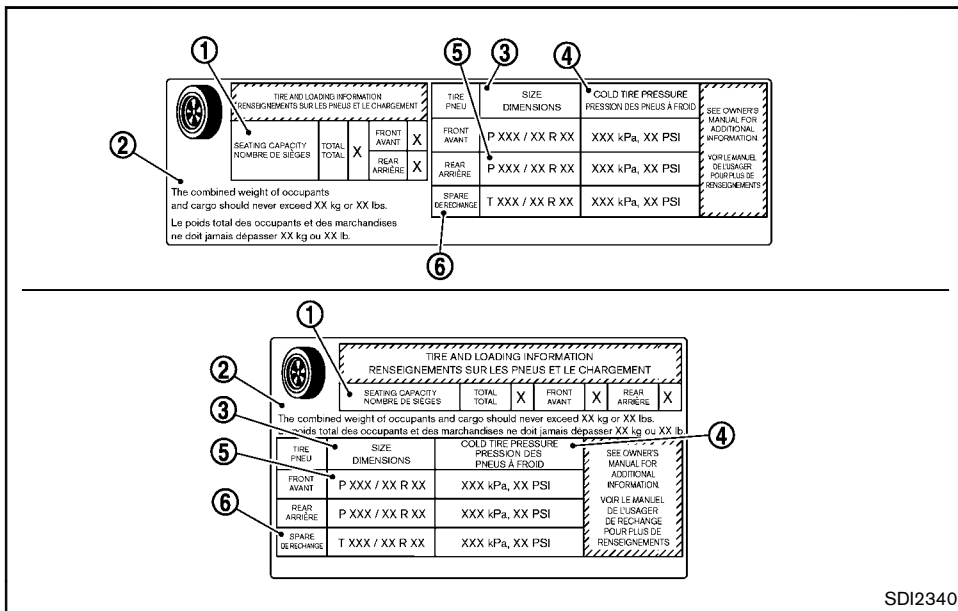 ① ⑤ ③ ④
TIRE AND LOADING INFORMATION
RENSEIGNEMENTS SUR LES PNEUS ET LE CHARGEMENT
SEATING CAPACITY
NOMBRE DE SIÈGES
TOTAL
TOTAL
X
FRONT
AVANT
X
REAR
ARRIÈRE
X
②
The combined weight of occupants
and cargo should never exceed XX kg or XX lbs.
Le poids total des occupants et des marchandises
ne doit jamais dépasser XX kg ou XX lb.
TIRE
PNEU
SIZE
DIMENSIONS
COLD TIRE PRESSURE
PRESSION DES PNEUS À FROID
FRONT
AVANT
P XXX / XX R XX
XXX kPa, XX PSI
REAR
ARRIÈRE
P XXX / XX R XX
XXX kPa, XX PSI
SPARE
DE RECHANGE
T XXX / XX R XX
XXX kPa, XX PSI
SEE OWNER'S
MANUAL FOR
ADDITIONAL
INFORMATION.
VOIR LE MANUEL
DE L'USAGER
POUR PLUS DE
RENSEIGNEMENTS
⑥
①
TIRE AND LOADING INFORMATION
RENSEIGNEMENTS SUR LES PNEUS ET LE CHARGEMENT
②
SEATING CAPACITY
NOMBRE DE SIÈGES
TOTAL
TOTAL
X
FRONT
AVANT
X
REAR
ARRIÈRE
X
The combined weight of occupants and cargo should never exceed XX kg or XX lbs.
Le poids total des occupants et des marchandises ne doit jamais dépasser XX kg ou XX lb.
③
④
TIRE
PNEU
SIZE
DIMENSIONS
COLD TIRE PRESSURE
PRESSION DES
PNEUS À FROID
⑤
FRONT
AVANT
P XXX / XX R XX
XXX kPa, XX PSI
REAR
ARRIÈRE
P XXX / XX R XX
XXX kPa, XX PSI
⑥
SPARE
DE RECHANGE
T XXX / XX R XX
XXX kPa, XX PSI
SEE OWNER'S
MANUAL FOR
ADDITIONAL
INFORMATION.
VOIR LE MANUEL
DE L'USAGER
DE RECHANGE
POUR PLUS DE
RENSEIGNEMENTS
SDI2340